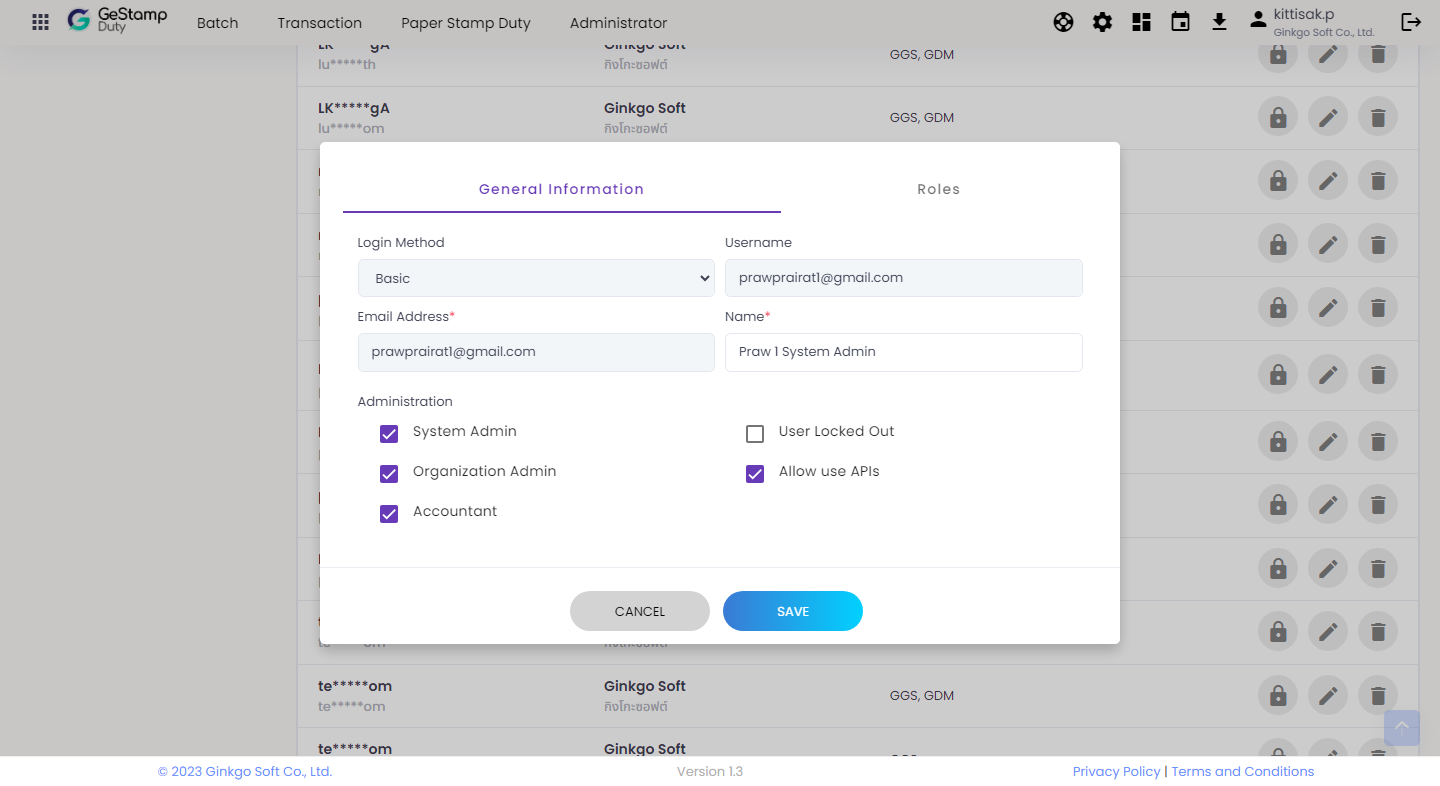 GeStamp
Duty
Batch
Transaction
Paper Stamp Duty
Administrator
kittisak.p
Ginkgo Soft Co., Ltd.
Ginkgo Soft
lu*****th
กิงโกะซอฟต์
GGS, GDM
LK*****gA
Ginkgo Soft
GGS, GDM
lu*****om
กิงโกะซอฟต์
General Information
Roles
Login Method
Username
Basic
prawprairat1@gmail.com
Email Address*
Name*
prawprairat1@gmail.com
Praw 1 System Admin
Administration
System Admin
User Locked Out
Organization Admin
Allow use APIs
Accountant
CANCEL
SAVE
te*****om
Ginkgo Soft
GGS, GDM
te*****om
กิงโกะซอฟต์
te*****om
Ginkgo Soft
© 2023 Ginkgo Soft Co., Ltd.
Version 1.3
Privacy Policy | Terms and Conditions